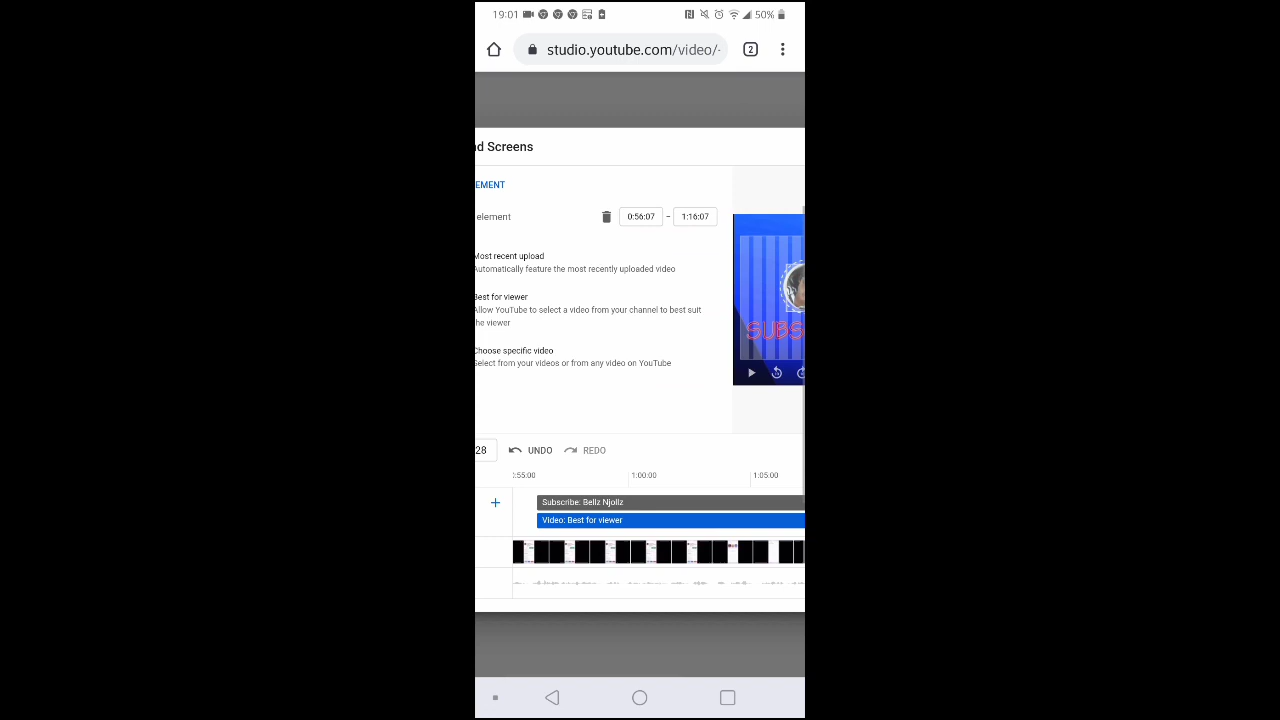 19:01
50%
studio.youtube.com/video/-
2
d Screens
EMENT
element
0:56:07 – 1:16:07
Most recent upload
Automatically feature the most recently uploaded video
Best for viewer
Allow YouTube to select a video from your channel to best suit
the viewer
Choose specific video
Select from your videos or from any video on YouTube
SUBS
28
UNDO
REDO
:55:00
1:00:00
1:05:00
Subscribe: Bellz Njollz
Video: Best for viewer